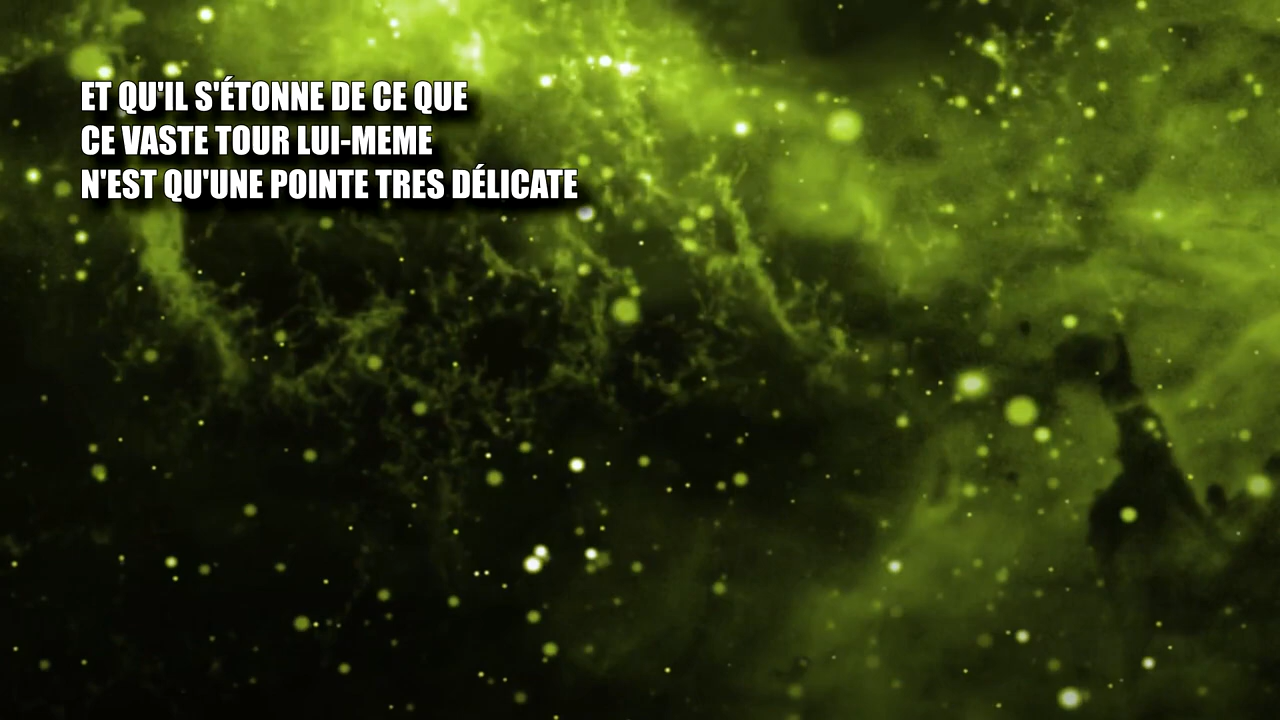 ET QU'IL S'ÉTONNE DE CE QUE
CE VASTE TOUR LUI-MEME
N'EST QU'UNE POINTE TRES DÉLICATE